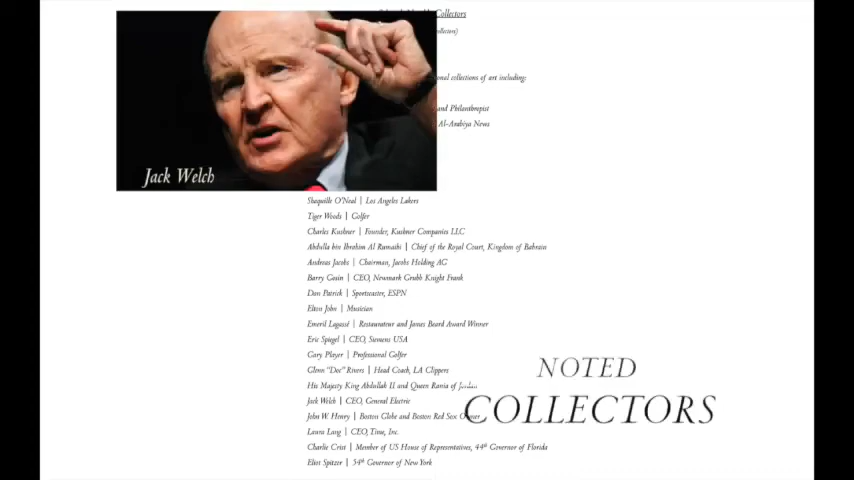 Collectors
onal collections of art including:
and Philanthropist
Al-Arabiya News
Jack Welch
Shaquille O'Neal | Los Angeles Lakers
Tiger Woods | Golfer
Charles Kushner | Founder, Kushner Companies LLC
Abdulla bin Ibrahim Al Rumaihi | Chief of the Royal Court, Kingdom of Bahrain
Andreas Jacobs | Chairman, Jacobs Holding AG
Barry Gosin | CEO, Newmark Grubb Knight Frank
Dan Patrick | Sportscaster, ESPN
Elton John | Musician
Emeril Lagassé | Restaurateur and James Beard Award Winner
Eric Spiegel | CEO, Siemens USA
Gary Player | Professional Golfer
Glenn "Doc" Rivers | Head Coach, LA Clippers
NOTED
His Majesty King Abdullah II and Queen Rania of Jordan
Jack Welch | CEO, General Electric
COLLECTORS
John W. Henry | Boston Globe and Boston Red Sox Owner
Laura Lang | CEO, Time, Inc.
Charlie Crist | Member of US House of Representatives, 44th Governor of Florida
Eliot Spitzer | 54th Governor of New York